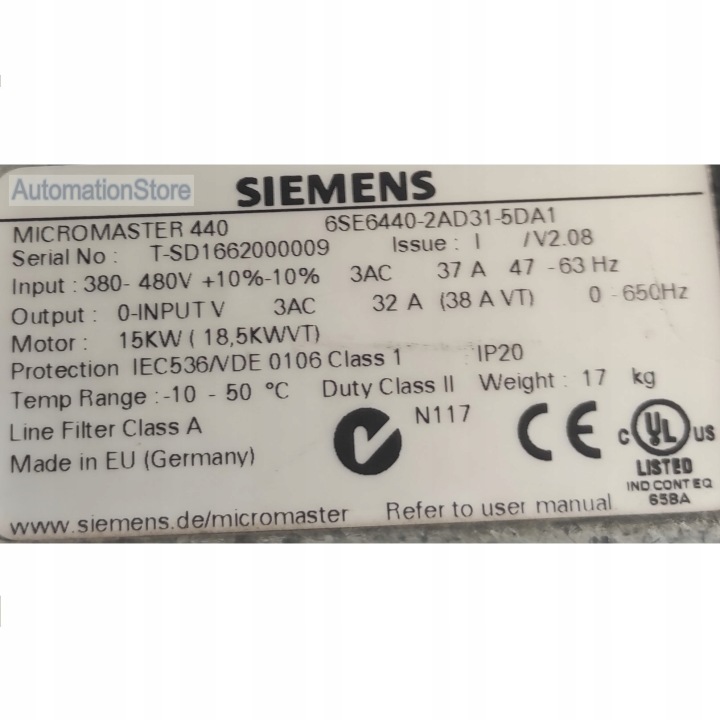 AutomationStore
SIEMENS
MICROMASTER 440 6SE6440-2AD31-5DA1
Serial No : T-SD1662000009 Issue : I /V2.08
Input : 380- 480V +10%-10% 3AC 37 A 47 -63 Hz
Output : 0-INPUT V 3AC 32 A (38 A VT) 0 -650Hz
Motor : 15KW ( 18,5KWVT)
Protection IEC536/VDE 0106 Class 1 IP20
Temp Range :-10 - 50 °C Duty Class II Weight : 17 kg
Line Filter Class A N117 CE c UL US
Made in EU (Germany) LISTED
IND CONT EQ
658A
www.siemens.de/micromaster Refer to user manual